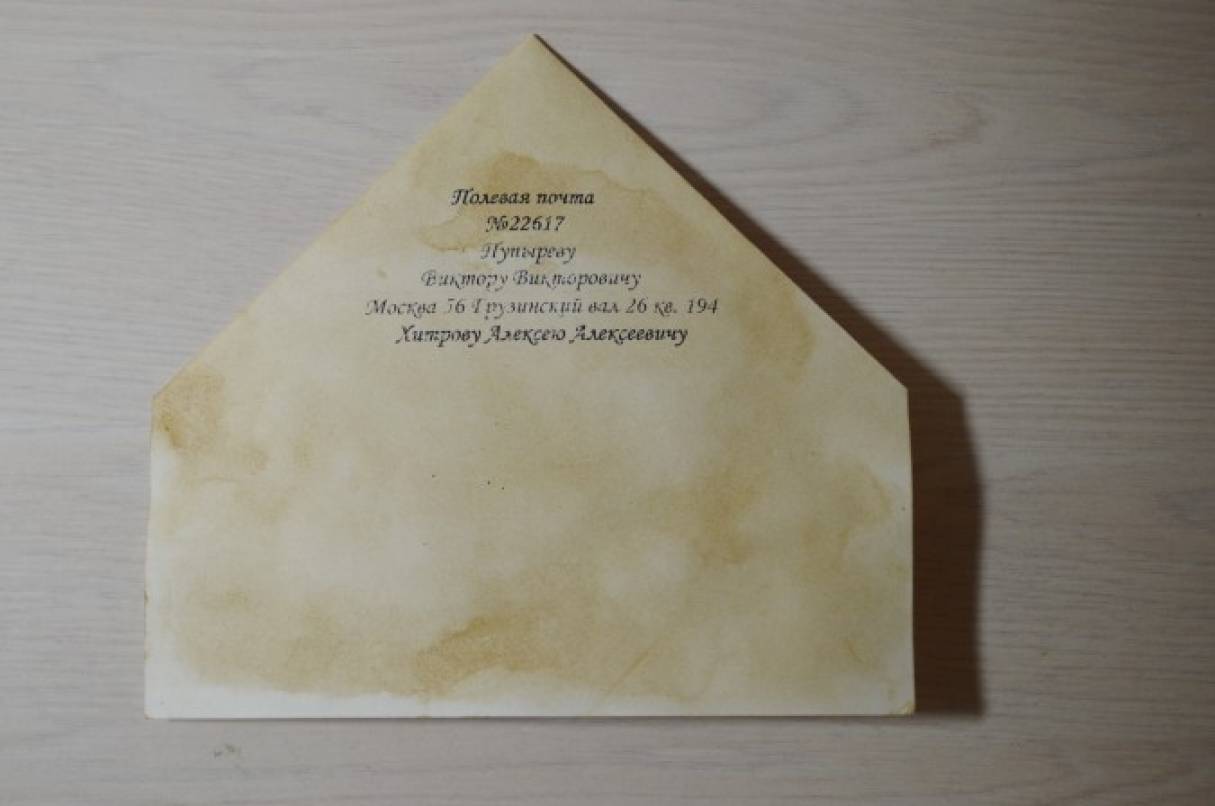 Полевая почта
№22617
Пупыреву
Виктору Викторовичу
Москва 56 Грузинский вал 26 кв. 194
Хитрову Алексею Алексеевичу